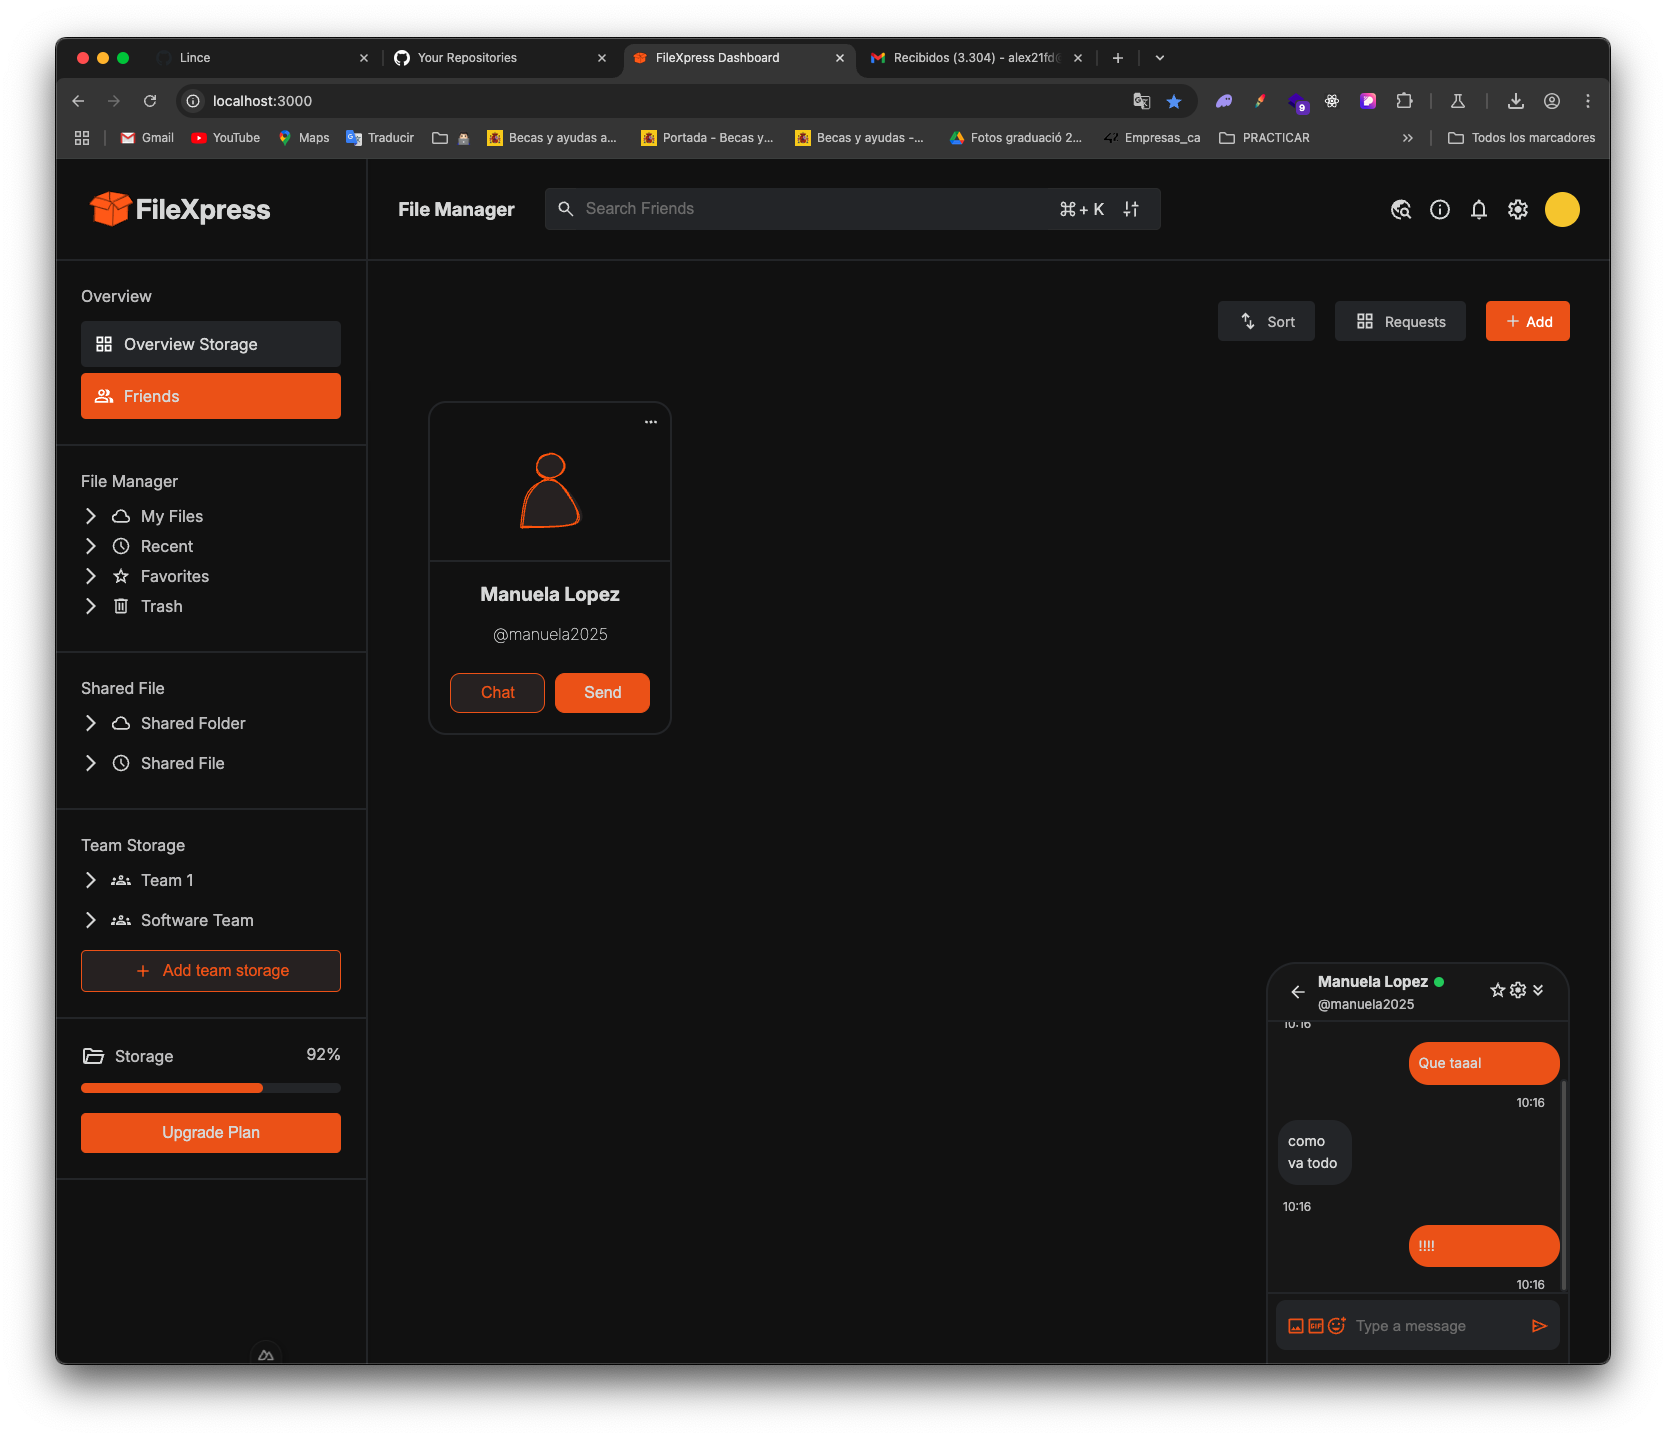 Lince
Your Repositories
FileXpress Dashboard
Recibidos (3.304) - alex21fd
localhost:3000
9
Gmail
YouTube
Maps
Traducir
Becas y ayudas a...
Portada - Becas y...
Becas y ayudas -...
Fotos graduació 2...
Empresas_ca
PRACTICAR
Todos los marcadores
FileXpress
File Manager
Search Friends
⌘+ K
Overview
Overview Storage
Friends
Sort
Requests
+ Add
File Manager
My Files
Recent
Favorites
Trash
Manuela Lopez
@manuela2025
Chat
Send
Shared File
Shared Folder
Shared File
Team Storage
Team 1
Software Team
+ Add team storage
Storage
92%
Upgrade Plan
Manuela Lopez
@manuela2025
10:16
Que taaal
10:16
como
va todo
10:16
!!!!
10:16
GIF
Type a message